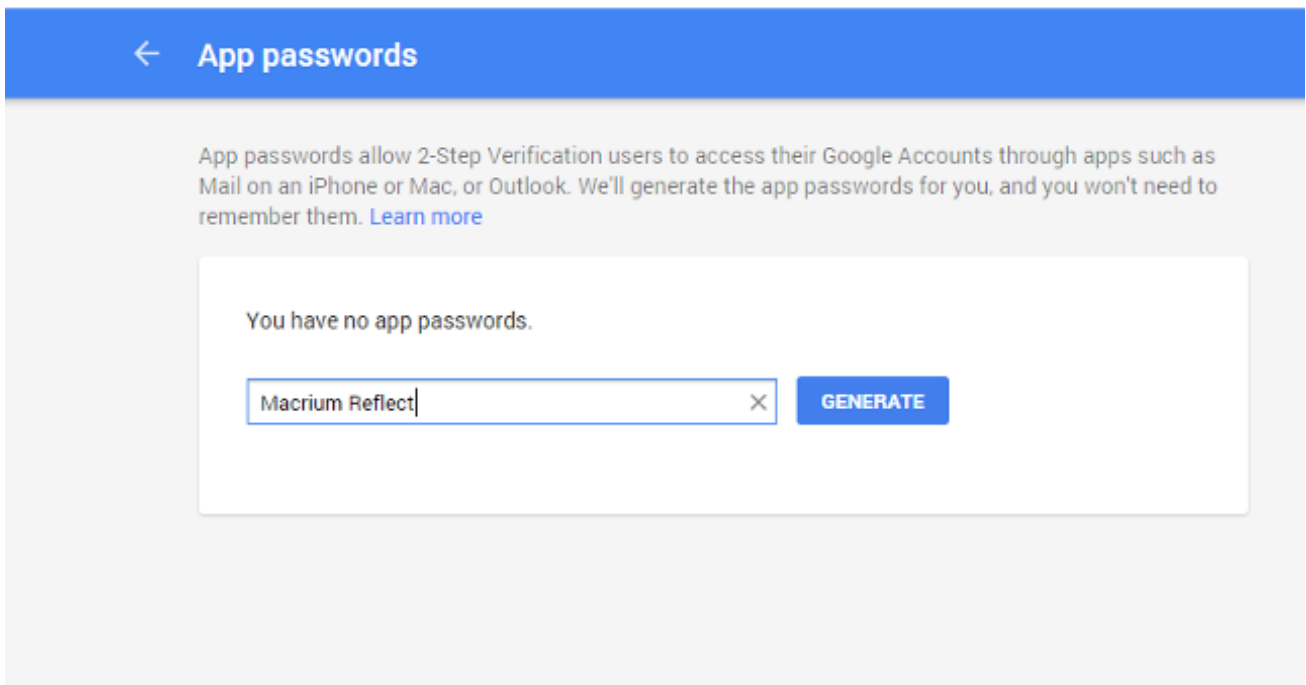 App passwords
App passwords allow 2-Step Verification users to access their Google Accounts through apps such as
Mail on an iPhone or Mac, or Outlook. We'll generate the app passwords for you, and you won't need to
remember them. Learn more
You have no app passwords.
Macrium Reflect GENERATE